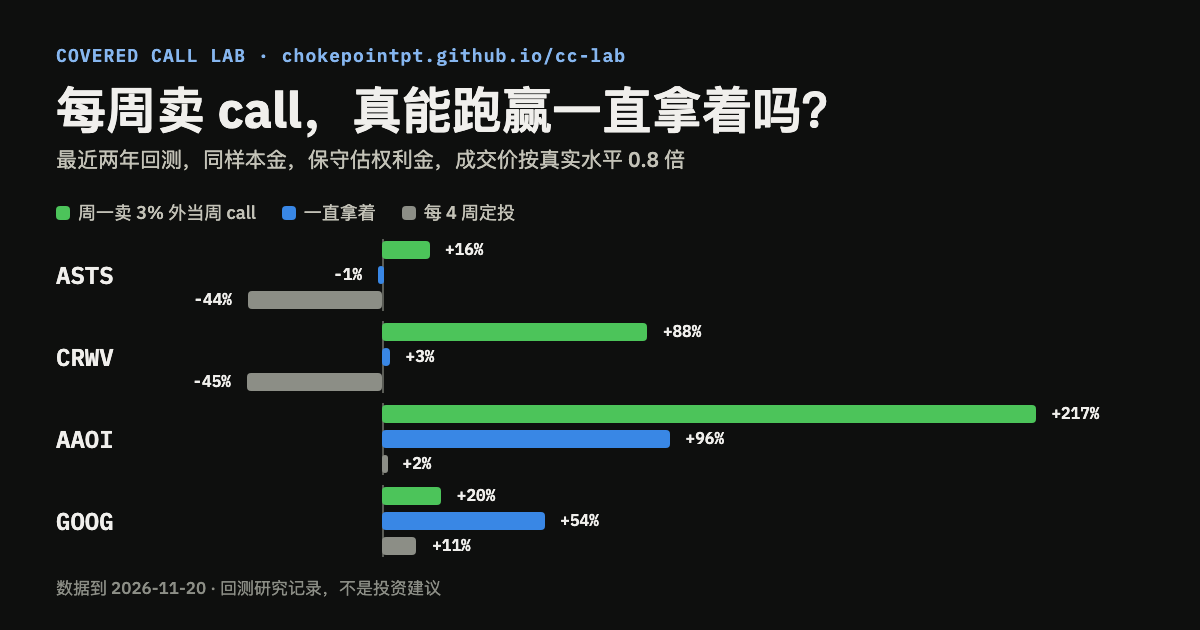 COVERED CALL LAB · chokepointpt.github.io/cc-lab
每周卖 call，真能跑赢一直拿着吗?
最近两年回测，同样本金，保守估权利金，成交价按真实水平 0.8 倍
周一卖 3% 外当周 call 一直拿着 每 4 周定投
+16%
ASTS -1%
-44%
+88%
CRWV +3%
-45%
+217%
AAOI +96%
+2%
+20%
GOOG +54%
+11%
数据到 2026-11-20 · 回测研究记录，不是投资建议